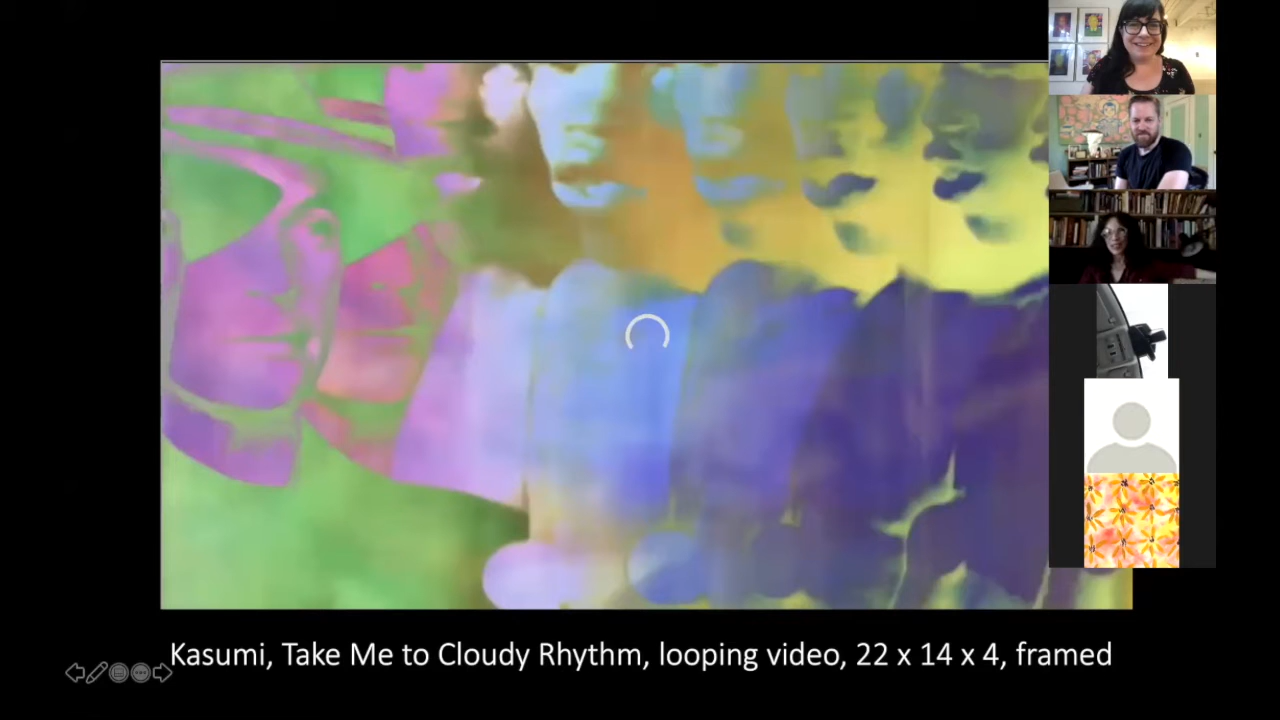 Kasumi, Take Me to Cloudy Rhythm, looping video, 22 x 14 x 4, framed